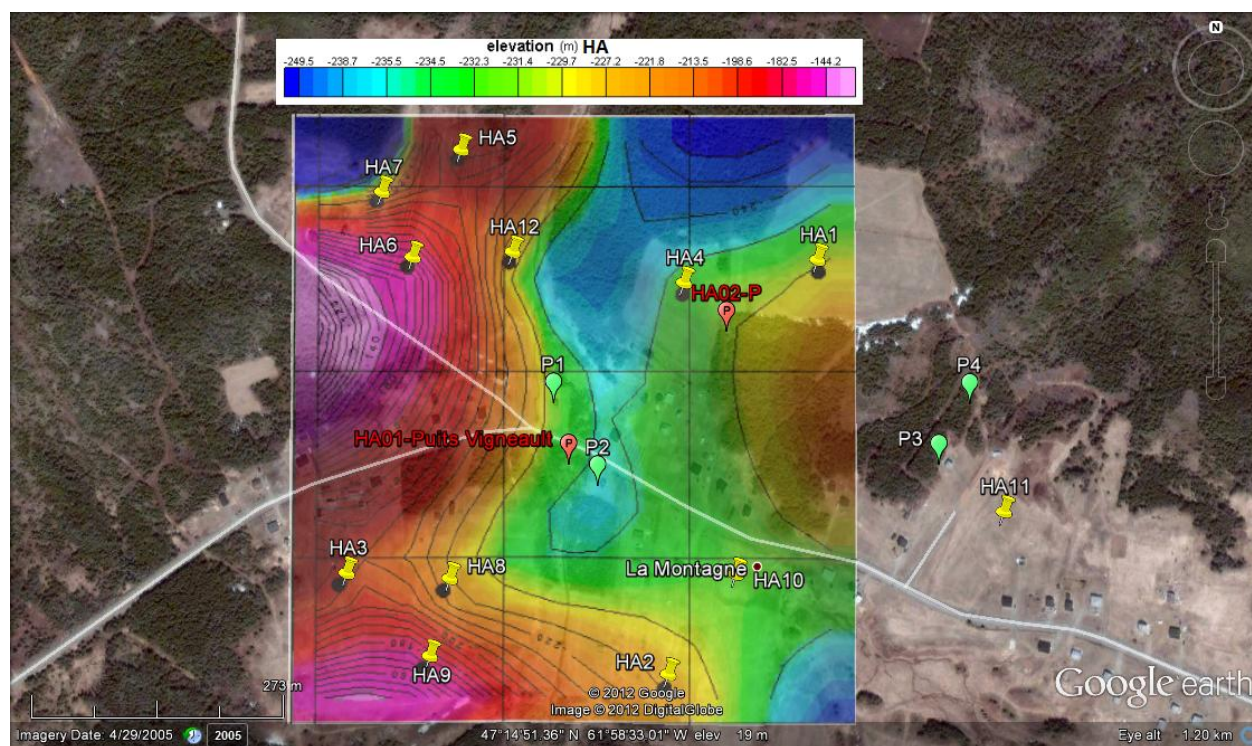 N
elevation (m) HA
-249.5 -238.7 -235.5 -234.5 -232.3 -231.4 -229.7 -227.2 -221.8 -213.5 -198.6 -182.5 -144.2
HA5
HA7
HA12
HA6
HA1
HA4
HA02-P
P
P1
P4
HA01-Puits Vigneault
P
P2
P3
HA11
HA3
HA8
La Montagne
HA10
HA9
HA2
240
220
273 m
© 2012 Google
Image © 2012 DigitalGlobe
Google earth
Imagery Date: 4/29/2005 2005 47°14'51.36" N 61°58'33.01" W elev 19 m Eye alt 1.20 km